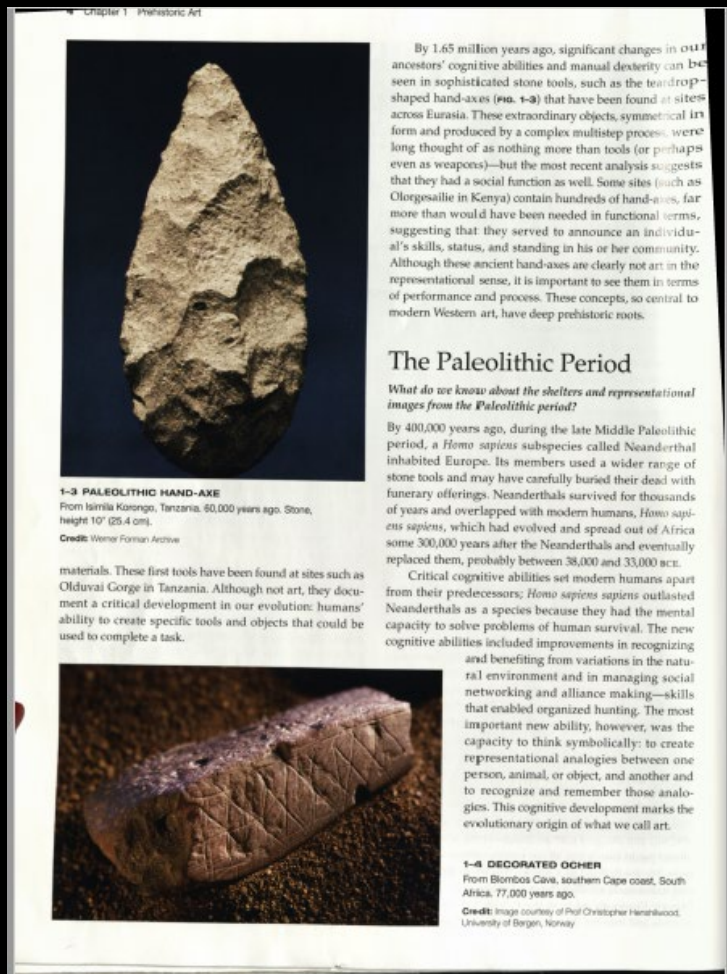 4 Chapter 1 Prehistoric Art
1–3 PALEOLITHIC HAND-AXE
From Isimila Korongo, Tanzania. 60,000 years ago. Stone,
height 10" (25.4 cm).
Credit: Werner Forman Archive
materials. These first tools have been found at sites such as
Olduvai Gorge in Tanzania. Although not art, they docu-
ment a critical development in our evolution: humans'
ability to create specific tools and objects that could be
used to complete a task.
By 1.65 million years ago, significant changes in our
ancestors' cognitive abilities and manual dexterity can be
seen in sophisticated stone tools, such as the teardrop-
shaped hand-axes (FIG. 1–3) that have been found at sites
across Eurasia. These extraordinary objects, symmetrical in
form and produced by a complex multistep process, were
long thought of as nothing more than tools (or perhaps
even as weapons)—but the most recent analysis suggests
that they had a social function as well. Some sites (such as
Olorgesailie in Kenya) contain hundreds of hand-axes, far
more than would have been needed in functional terms,
suggesting that they served to announce an individu-
al's skills, status, and standing in his or her community.
Although these ancient hand-axes are clearly not art in the
representational sense, it is important to see them in terms
of performance and process. These concepts, so central to
modern Western art, have deep prehistoric roots.
The Paleolithic Period
What do we know about the shelters and representational
images from the Paleolithic period?
By 400,000 years ago, during the late Middle Paleolithic
period, a Homo sapiens subspecies called Neanderthal
inhabited Europe. Its members used a wider range of
stone tools and may have carefully buried their dead with
funerary offerings. Neanderthals survived for thousands
of years and overlapped with modern humans, Homo sapi-
ens sapiens, which had evolved and spread out of Africa
some 300,000 years after the Neanderthals and eventually
replaced them, probably between 38,000 and 33,000 BCE.
Critical cognitive abilities set modern humans apart
from their predecessors; Homo sapiens sapiens outlasted
Neanderthals as a species because they had the mental
capacity to solve problems of human survival. The new
cognitive abilities included improvements in recognizing
and benefiting from variations in the natu-
ral environment and in managing social
networking and alliance making—skills
that enabled organized hunting. The most
important new ability, however, was the
capacity to think symbolically: to create
representational analogies between one
person, animal, or object, and another and
to recognize and remember those analo-
gies. This cognitive development marks the
evolutionary origin of what we call art.
1–4 DECORATED OCHER
From Blombos Cave, southern Cape coast, South
Africa. 77,000 years ago.
Credit: Image courtesy of Prof Christopher Henshilwood,
University of Bergen, Norway